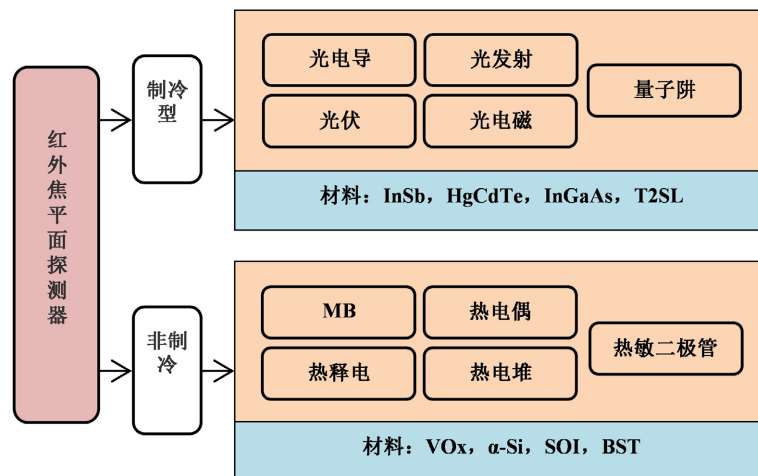 红外焦平面探测器
制冷
型
光电导
光发射
光伏
光电磁
量子阱
材料：InSb，HgCdTe，InGaAs，T2SL
非制
冷
MB
热电偶
热释电
热电堆
热敏二极管
材料：VOx，α-Si，SOI，BST